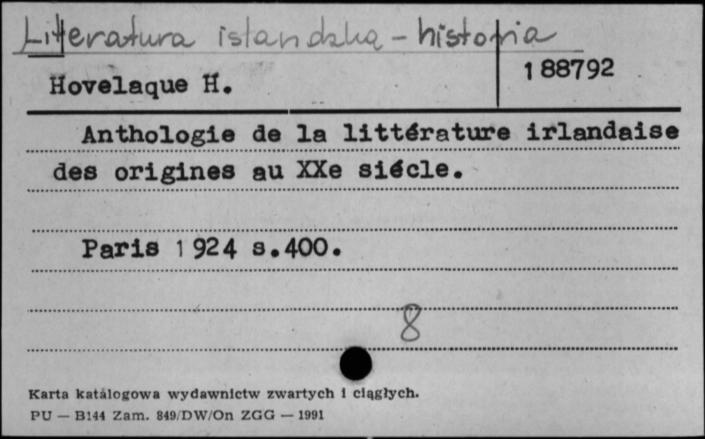 Literatura islandzka - historia
Hovelaque H.
188792
Anthologie de la littérature irlandaise
des origines au XXe siécle.
Paris 1924 s.400.
8
Karta katalogowa wydawnictw zwartych i ciągłych.
PU — B144 Zam. 849/DW/On ZGG — 1991